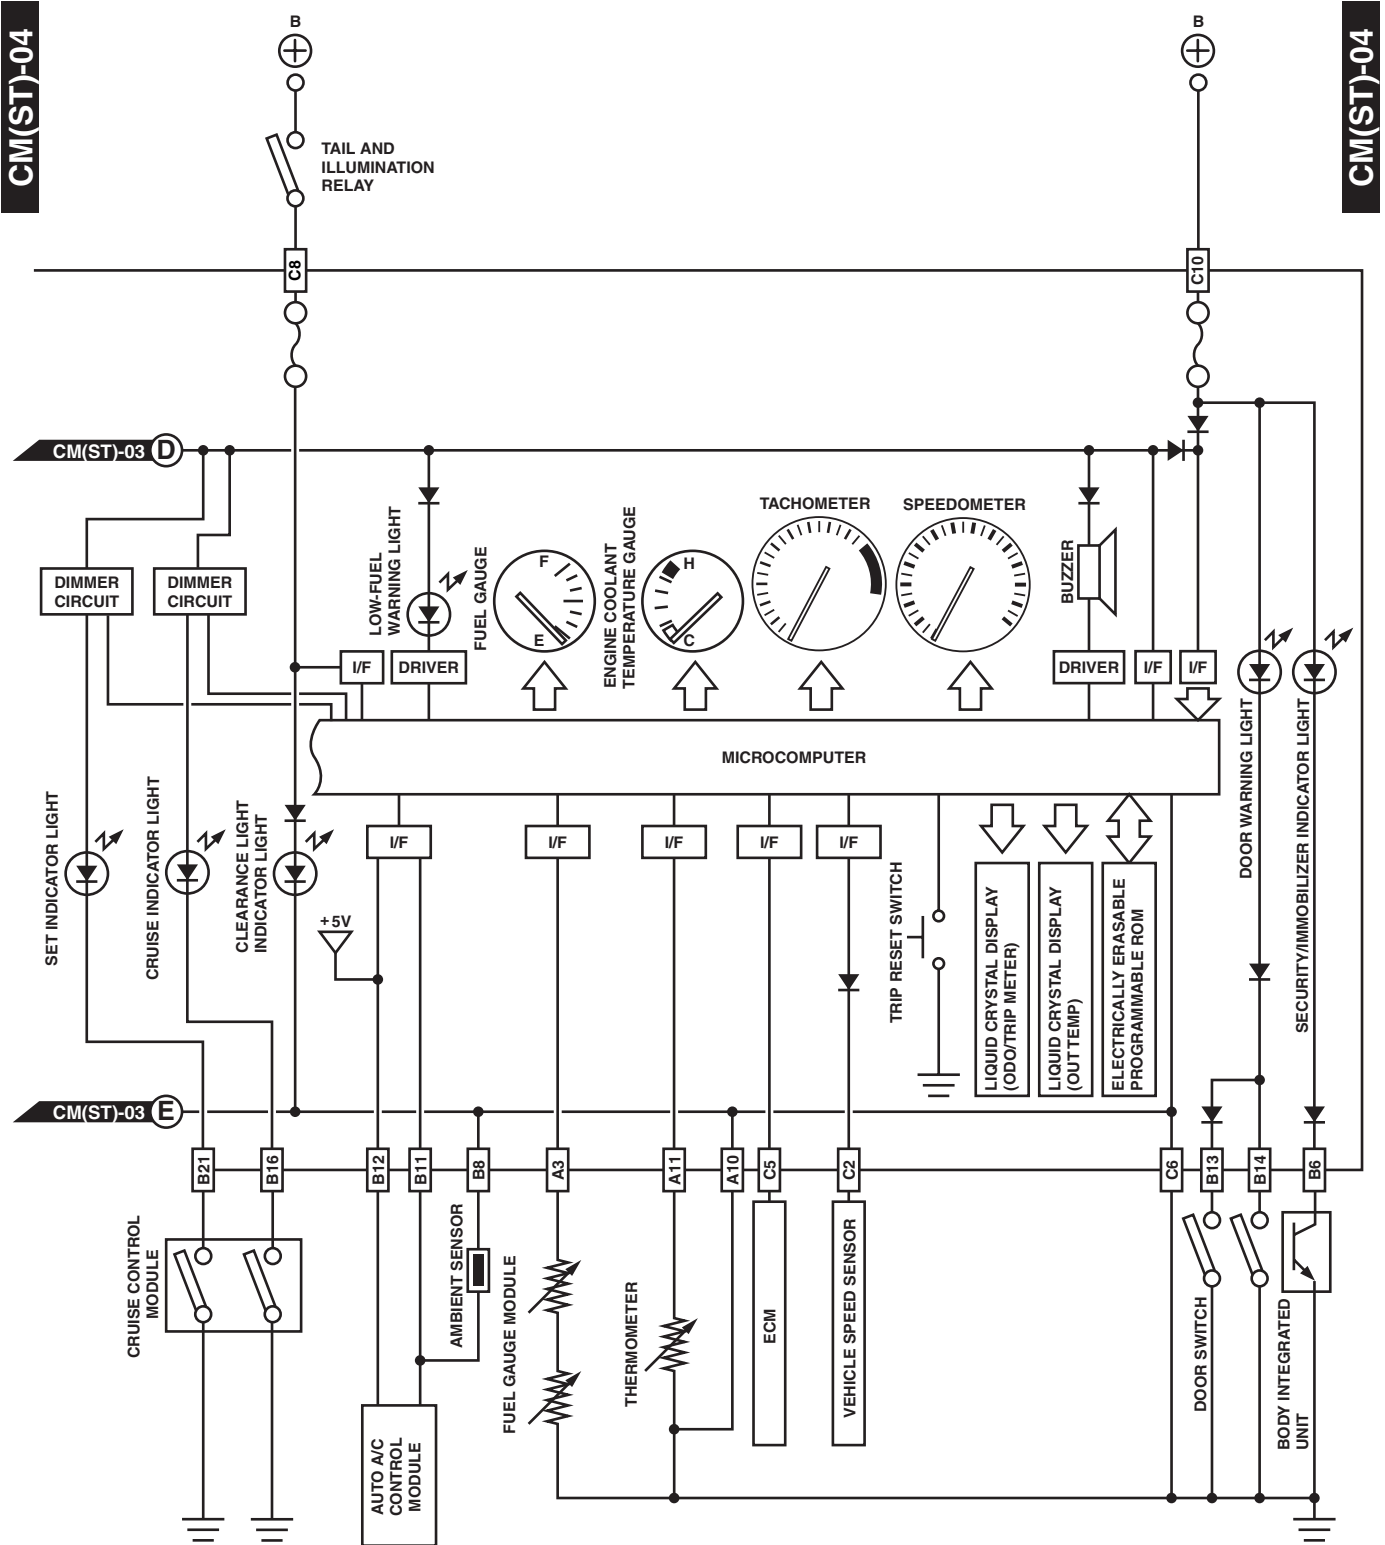 CM(ST)-04
CM(ST)-04
B
B
TAIL AND
ILLUMINATION
RELAY
C8
C10
CM(ST)-03 D
TACHOMETER
SPEEDOMETER
LOW-FUEL
WARNING LIGHT
FUEL GAUGE
F
E
ENGINE COOLANT
TEMPERATURE GAUGE
H
C
BUZZER
DIMMER
CIRCUIT
DIMMER
CIRCUIT
I/F
DRIVER
DRIVER
I/F
I/F
MICROCOMPUTER
SET INDICATOR LIGHT
CRUISE INDICATOR LIGHT
CLEARANCE LIGHT
INDICATOR LIGHT
I/F
I/F
I/F
I/F
I/F
+5V
TRIP RESET SWITCH
LIQUID CRYSTAL DISPLAY
(ODO/TRIP METER)
LIQUID CRYSTAL DISPLAY
(OUT TEMP)
ELECTRICALLY ERASABLE
PROGRAMMABLE ROM
DOOR WARNING LIGHT
SECURITY/IMMOBILIZER INDICATOR LIGHT
CM(ST)-03 E
B21
B16
B12
B11
B8
A3
A11
A10
C5
C2
C6
B13
B14
B6
CRUISE CONTROL
MODULE
AUTO A/C
CONTROL
MODULE
AMBIENT SENSOR
FUEL GAUGE MODULE
THERMOMETER
ECM
VEHICLE SPEED SENSOR
DOOR SWITCH
BODY INTEGRATED
UNIT